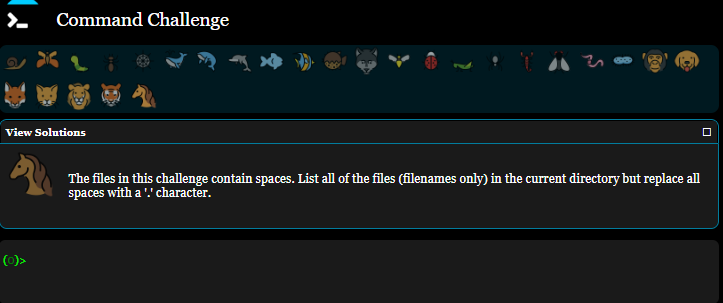 Command Challenge
View Solutions
The files in this challenge contain spaces. List all of the files (filenames only) in the current directory but replace all
spaces with a '.' character.
(0)>